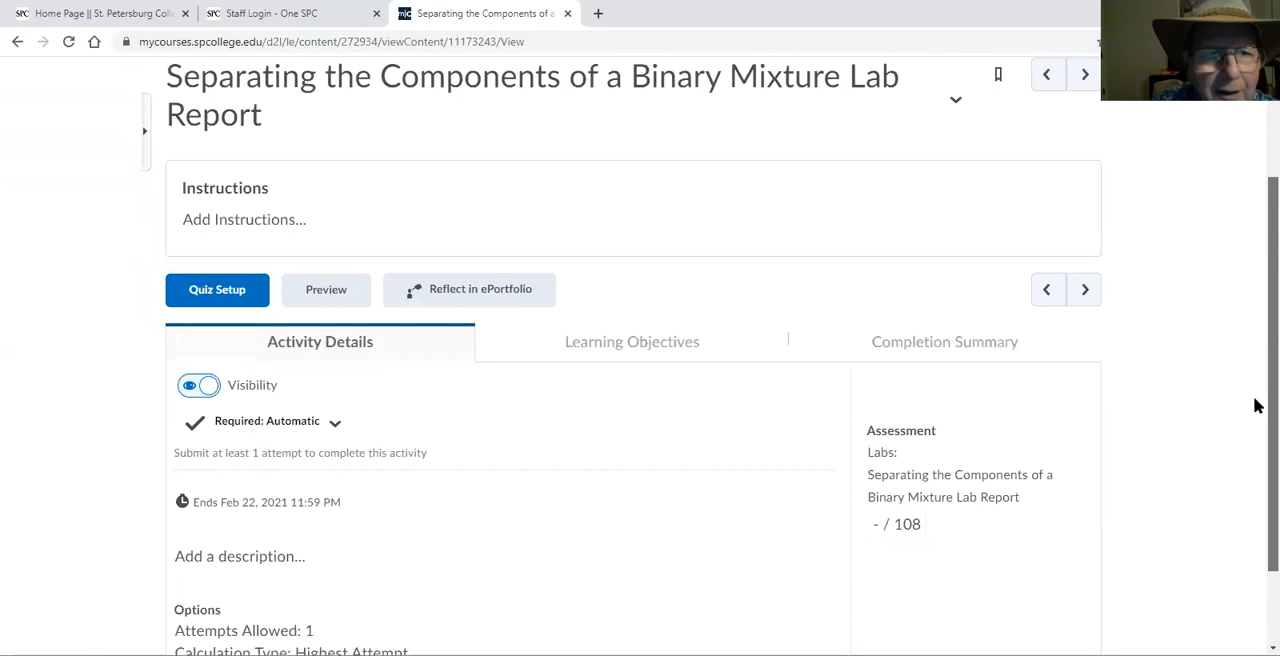 SPC Home Page || St. Petersburg Coll
SPC Staff Login - One SPC
Separating the Components of a
mycourses.spcollege.edu/d2l/le/content/272934/viewContent/11173243/View
Separating the Components of a Binary Mixture Lab
Report
Instructions
Add Instructions...
Quiz Setup
Preview
Reflect in ePortfolio
Activity Details
Learning Objectives
Completion Summary
Visibility
Required: Automatic
Submit at least 1 attempt to complete this activity
Ends Feb 22, 2021 11:59 PM
Add a description...
Options
Attempts Allowed: 1
Calculation Type: Highest Attempt
Assessment
Labs:
Separating the Components of a
Binary Mixture Lab Report
- / 108